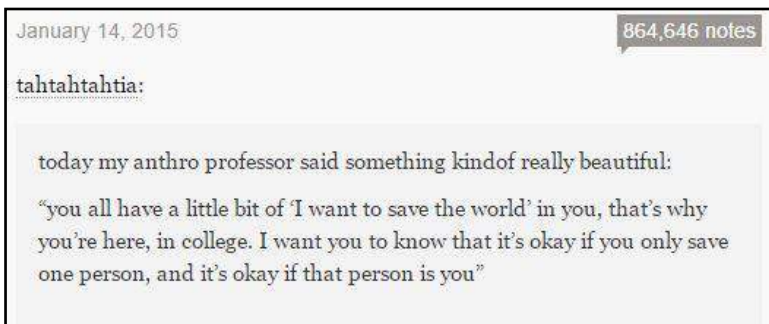 January 14, 2015
864,646 notes
tahtahtahtia:
today my anthro professor said something kindof really beautiful:
“you all have a little bit of ‘I want to save the world’ in you, that’s why
you’re here, in college. I want you to know that it’s okay if you only save
one person, and it’s okay if that person is you”